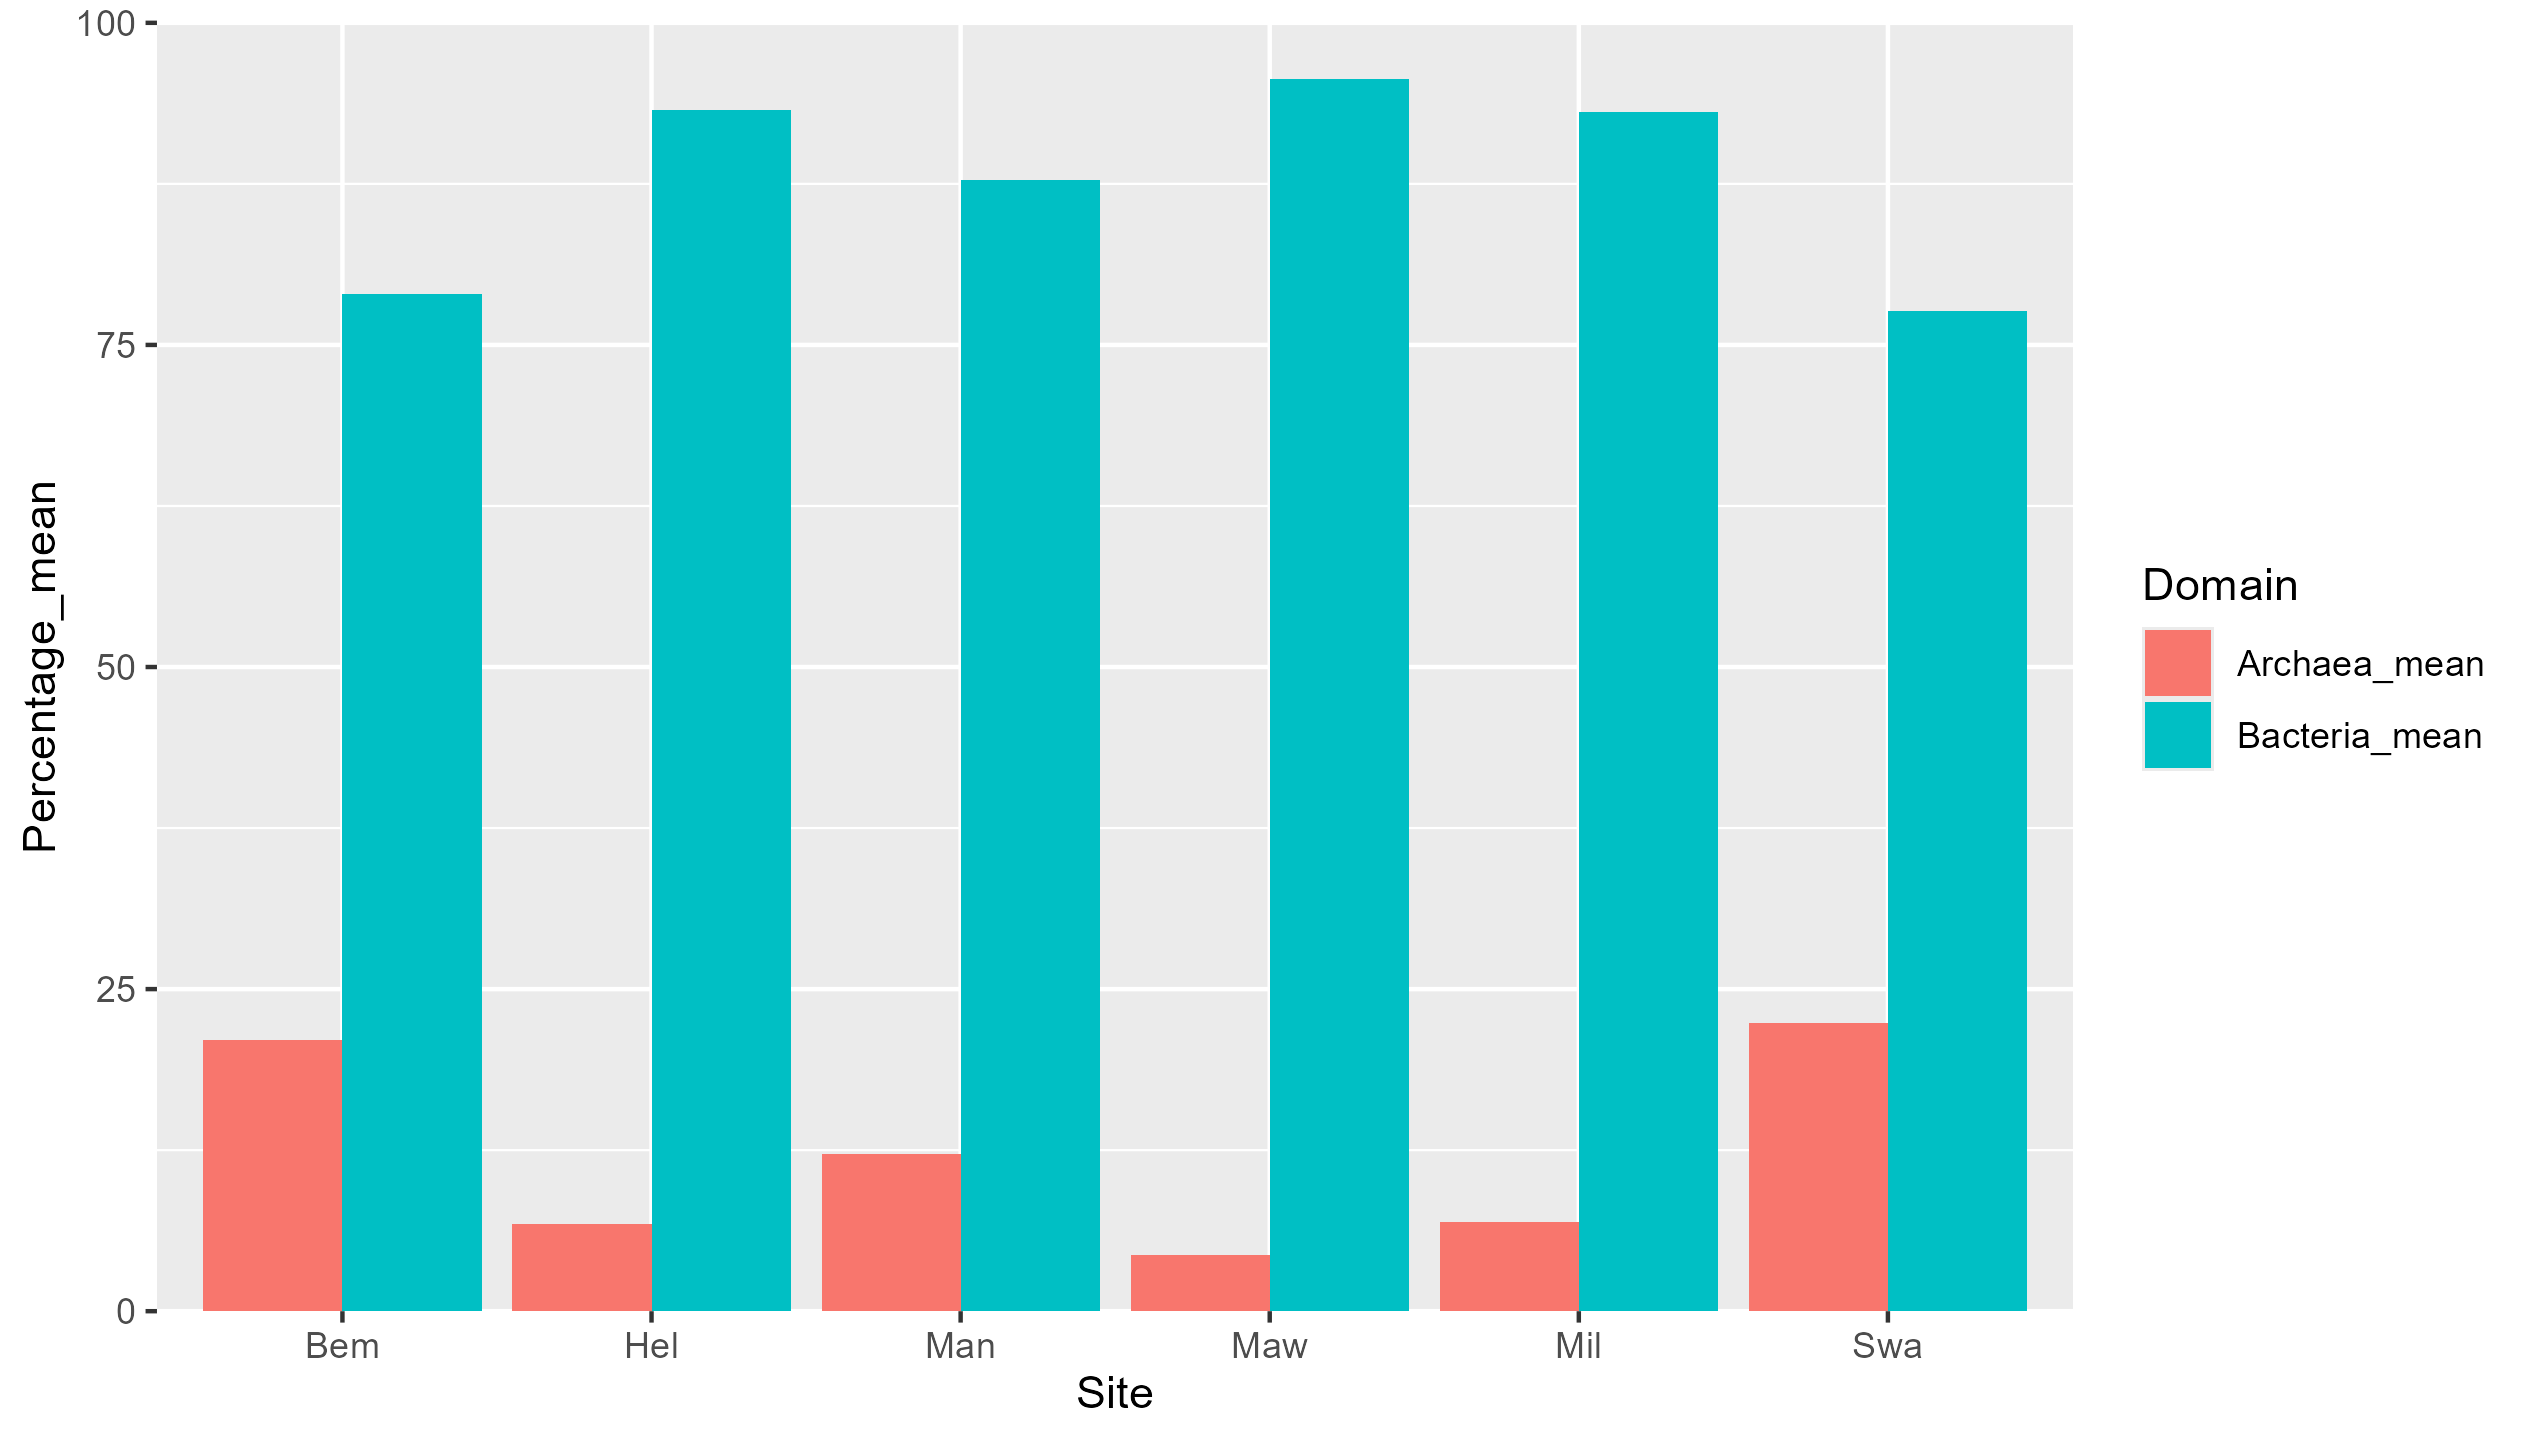 100
75
50
25
0
Percentage_mean
Bem Hel Man Maw Mil Swa
Site
Domain
Archaea_mean
Bacteria_mean